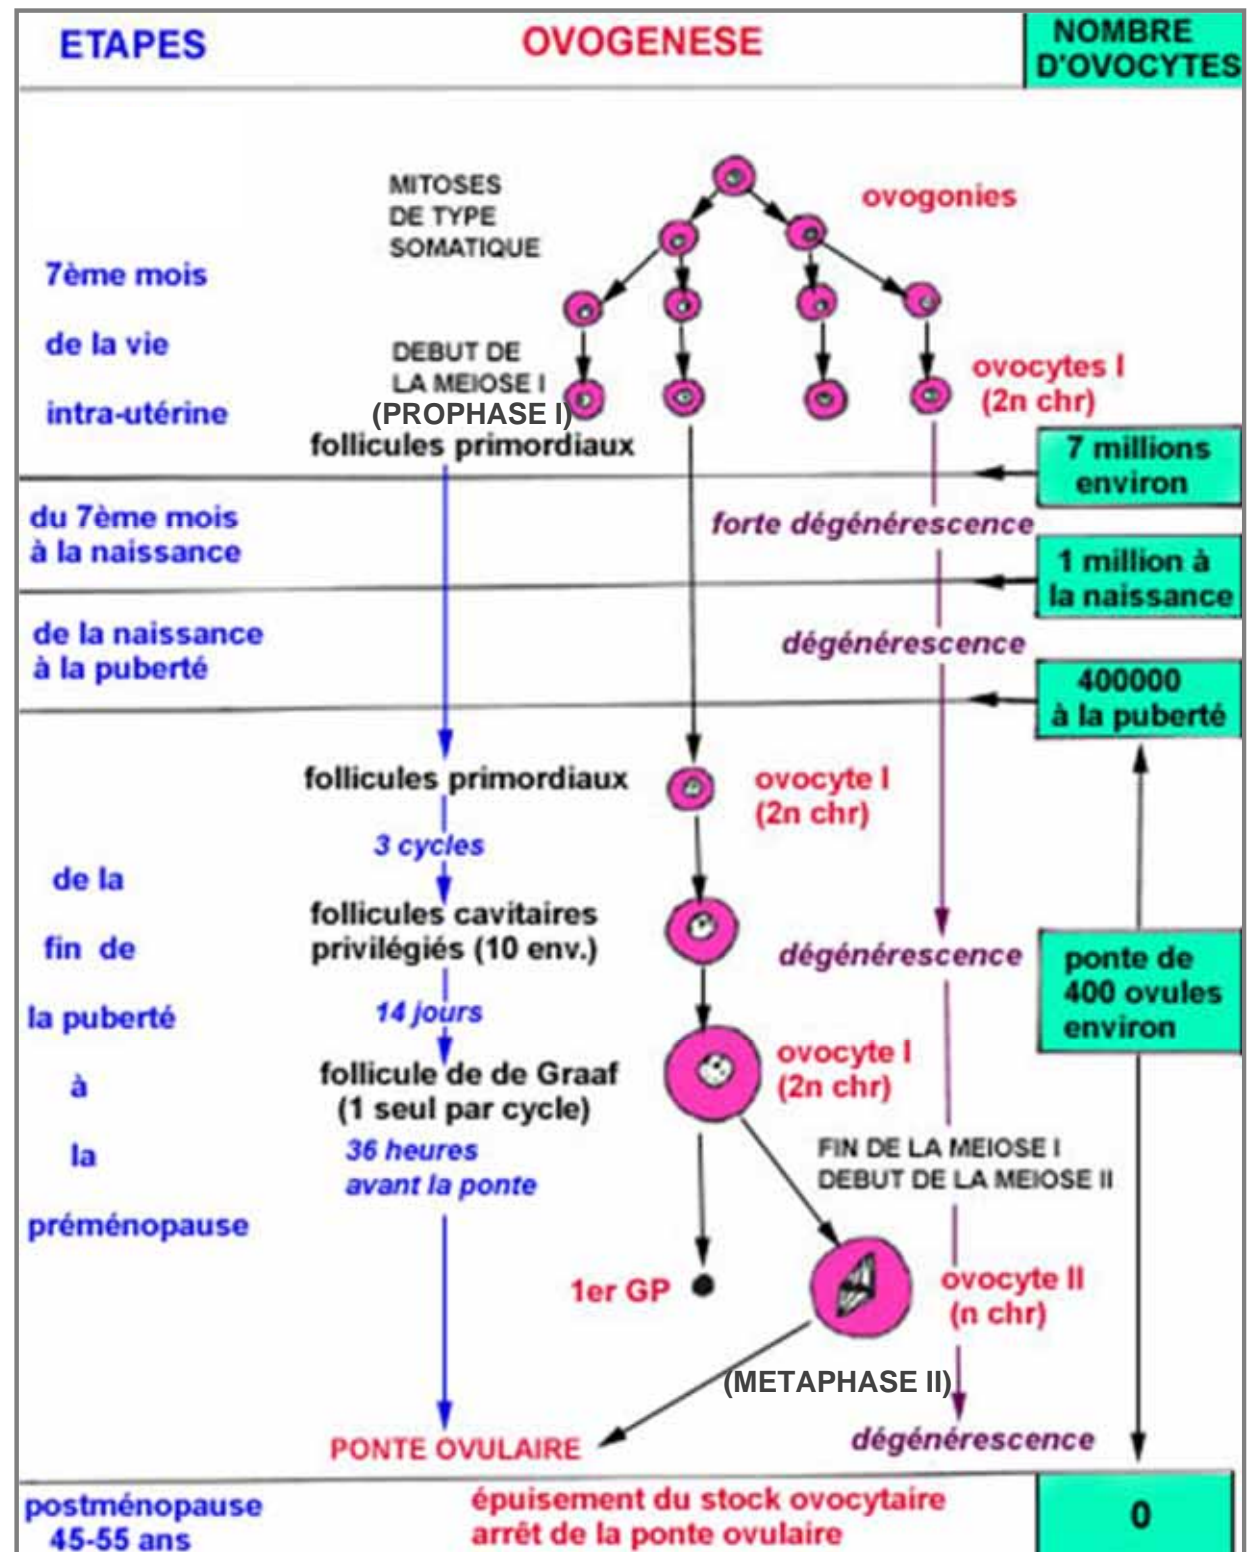 ETAPES
OVOGENESE
NOMBRE
D'OVOCYTES
MITOSES
DE TYPE
SOMATIQUE
ovogonies
7ème mois
de la vie
intra-utérine
DEBUT DE
LA MEIOSE I
(PROPHASE I)
follicules primordiaux
ovocytes I
(2n chr)
7 millions
environ
du 7ème mois
à la naissance
forte dégénérescence
1 million à
la naissance
de la naissance
à la puberté
dégénérescence
400000
à la puberté
follicules primordiaux
ovocyte I
(2n chr)
3 cycles
de la
fin de
la puberté
à
la
préménopause
follicules cavitaires
privilégiés (10 env.)
dégénérescence
ponte de
400 ovules
environ
14 jours
follicule de de Graaf
(1 seul par cycle)
ovocyte I
(2n chr)
36 heures
avant la ponte
FIN DE LA MEIOSE I
DEBUT DE LA MEIOSE II
1er GP
ovocyte II
(n chr)
(METAPHASE II)
PONTE OVULAIRE
dégénérescence
postménopause
45-55 ans
épuisement du stock ovocytaire
arrêt de la ponte ovulaire
0